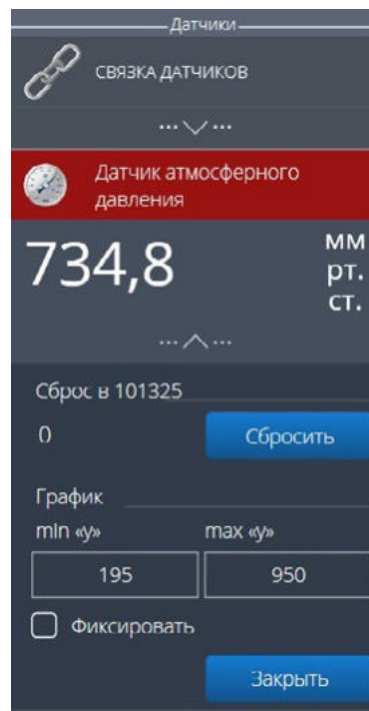 Датчики
СВЯЗКА ДАТЧИКОВ
Датчик атмосферного
давления
734,8
мм
рт.
ст.
Сброс в 101325
0
Сбросить
График
min «y»
max «y»
195
950
Фиксировать
Закрыть